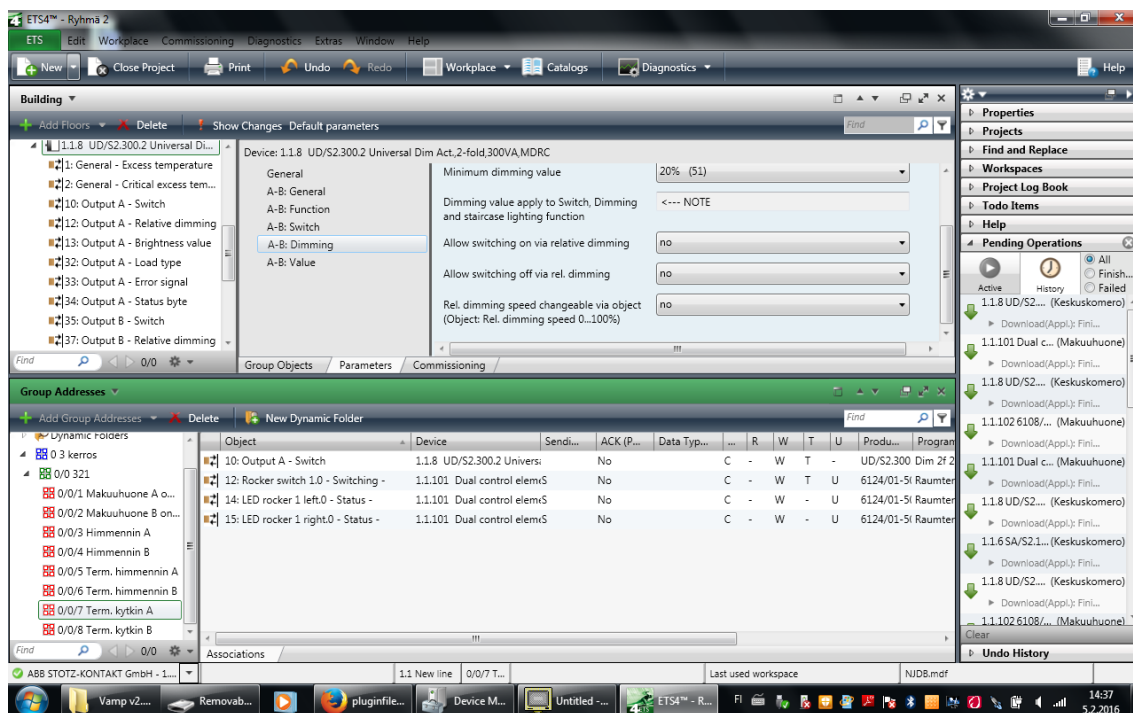 ETS4™ - Ryhmä 2
ETS Edit Workplace Commissioning Diagnostics Extras Window Help
New Close Project Print Undo Redo Workplace Catalogs Diagnostics Help
Building
Add Floors Delete Show Changes Default parameters Find
1.1.8 UD/S2.300.2 Universal Di...
1: General - Excess temperature
2: General - Critical excess tem...
10: Output A - Switch
12: Output A - Relative dimming
13: Output A - Brightness value
32: Output A - Load type
33: Output A - Error signal
34: Output A - Status byte
35: Output B - Switch
37: Output B - Relative dimming
Find 0/0
Device: 1.1.8 UD/S2.300.2 Universal Dim Act.,2-fold,300VA,MDRC
General
A-B: General
A-B: Function
A-B: Switch
A-B: Dimming
A-B: Value
Minimum dimming value 20% (51)
Dimming value apply to Switch, Dimming and staircase lighting function <--- NOTE
Allow switching on via relative dimming no
Allow switching off via rel. dimming no
Rel. dimming speed changeable via object no
(Object: Rel. dimming speed 0...100%)
Group Objects Parameters Commissioning
Group Addresses
Add Group Addresses Delete New Dynamic Folder Find
Dynamic Folders
0 3 kerros
0/0 321
0/0/1 Makuuhuone A o...
0/0/2 Makuuhuone B on...
0/0/3 Himmennin A
0/0/4 Himmennin B
0/0/5 Term. himmennin A
0/0/6 Term. himmennin B
0/0/7 Term. kytkin A
0/0/8 Term. kytkin B
Find 0/0
Object Device Sendi... ACK (P... Data Typ... ... R W T U Produ... Program
10: Output A - Switch 1.1.8 UD/S2.300.2 Universa No C - W T - UD/S2.300 Dim 2f 2
12: Rocker switch 1.0 - Switching - 1.1.101 Dual control eleme S No C - W T U 6124/01-5( Raumter
14: LED rocker 1 left.0 - Status - 1.1.101 Dual control eleme S No C - W - U 6124/01-5( Raumter
15: LED rocker 1 right.0 - Status - 1.1.101 Dual control eleme S No C - W - U 6124/01-5( Raumter
Associations
Properties
Projects
Find and Replace
Workspaces
Project Log Book
Todo Items
Help
Pending Operations
Active History All Finish... Failed
1.1.8 UD/S2.... (Keskuskomero)
Download(Appl.): Fini...
1.1.101 Dual c... (Makuuhuone)
Download(Appl.): Fini...
1.1.8 UD/S2.... (Keskuskomero)
Download(Appl.): Fini...
1.1.102 6108/... (Makuuhuone)
Download(Appl.): Fini...
1.1.101 Dual c... (Makuuhuone)
Download(Appl.): Fini...
1.1.8 UD/S2.... (Keskuskomero)
Download(Appl.): Fini...
1.1.6 SA/S2.1... (Keskuskomero)
Download(Appl.): Fini...
1.1.8 UD/S2.... (Keskuskomero)
Download(Appl.): Fini...
1.1.102 6108/... (Makuuhuone)
Clear
Undo History
ABB STOTZ-KONTAKT GmbH - 1.... 1.1 New line 0/0/7 T... Last used workspace NJDB.mdf
Vamp v2.... Removab... pluginfile... Device M... Untitled -... ETS4™ - R... FI 14:37
5.2.2016